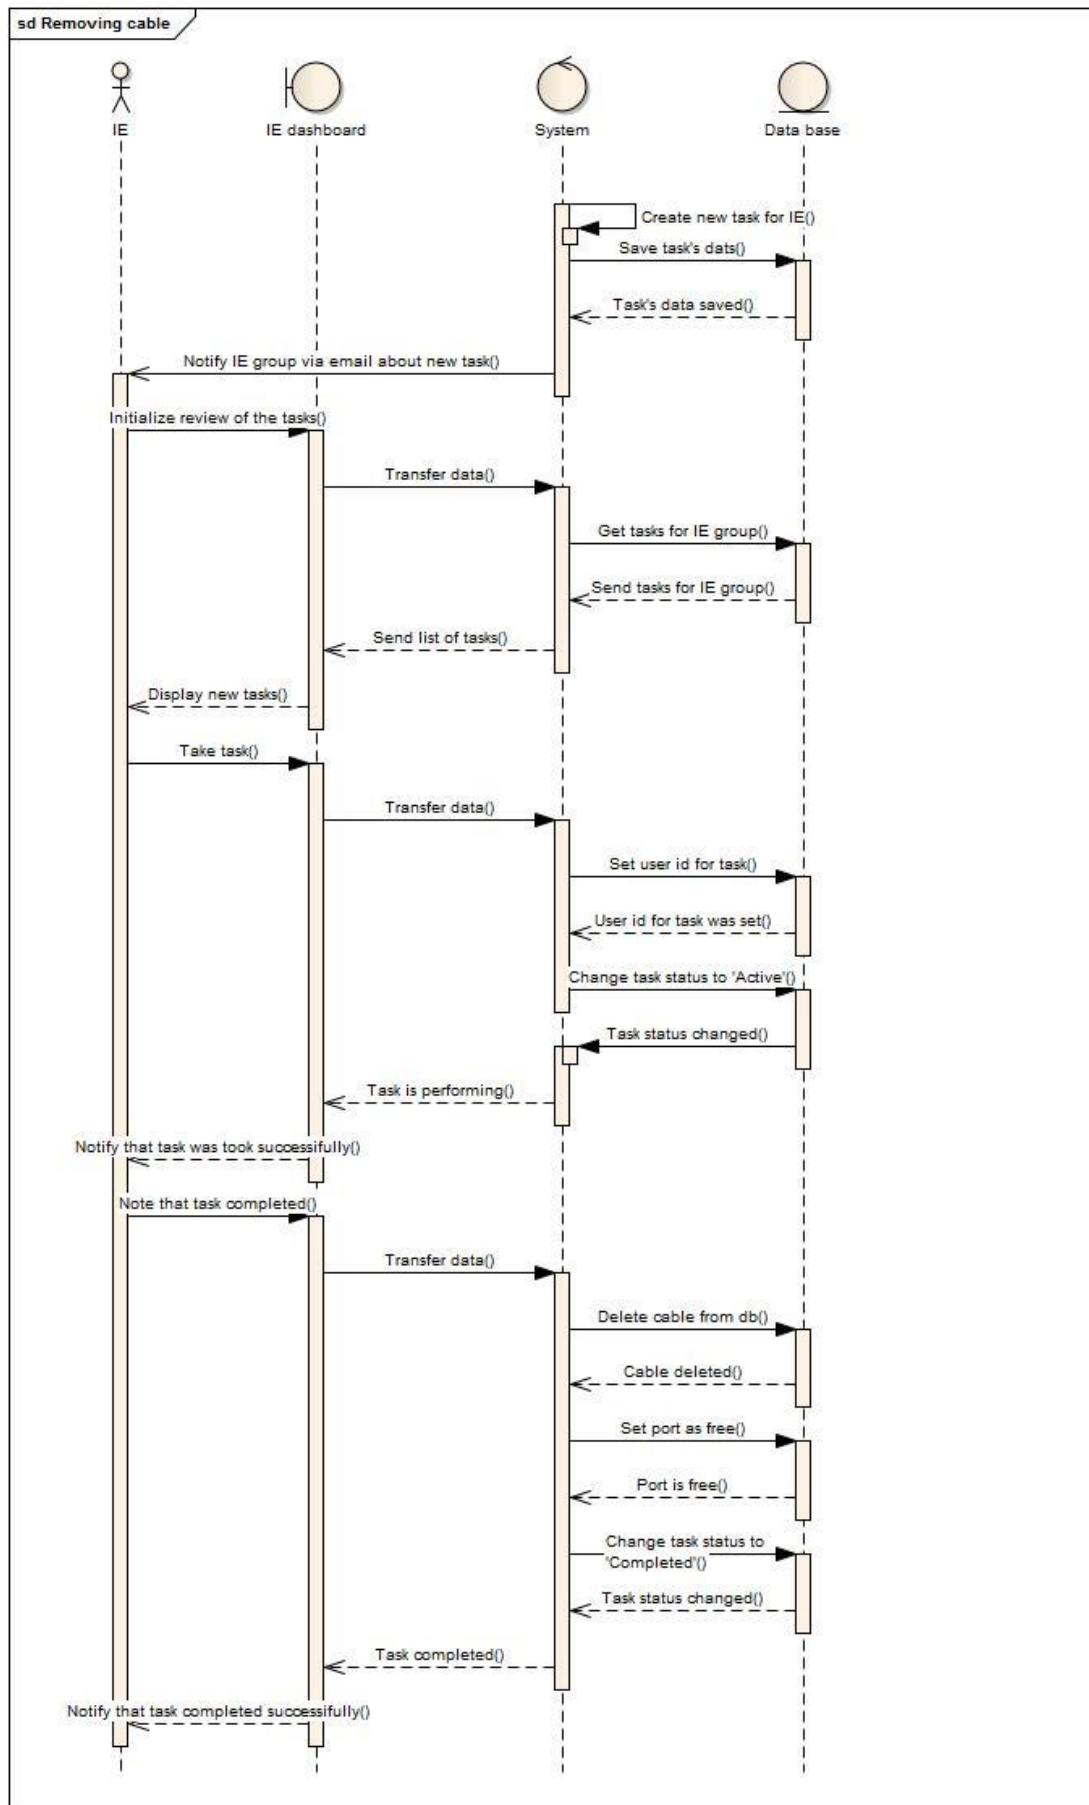 sd Removing cable
IE
IE dashboard
System
Data base
Create new task for IE()
Save task's dats()
Task's data saved()
Notify IE group via email about new task()
Initialize review of the tasks()
Transfer data()
Get tasks for IE group()
Send tasks for IE group()
Send list of tasks()
Display new tasks()
Take task()
Transfer data()
Set user id for task()
User id for task was set()
Change task status to 'Active'()
Task status changed()
Task is performing()
Notify that task was took successifully()
Note that task completed()
Transfer data()
Delete cable from db()
Cable deleted()
Set port as free()
Port is free()
Change task status to
'Completed'()
Task status changed()
Task completed()
Notify that task completed successifully()